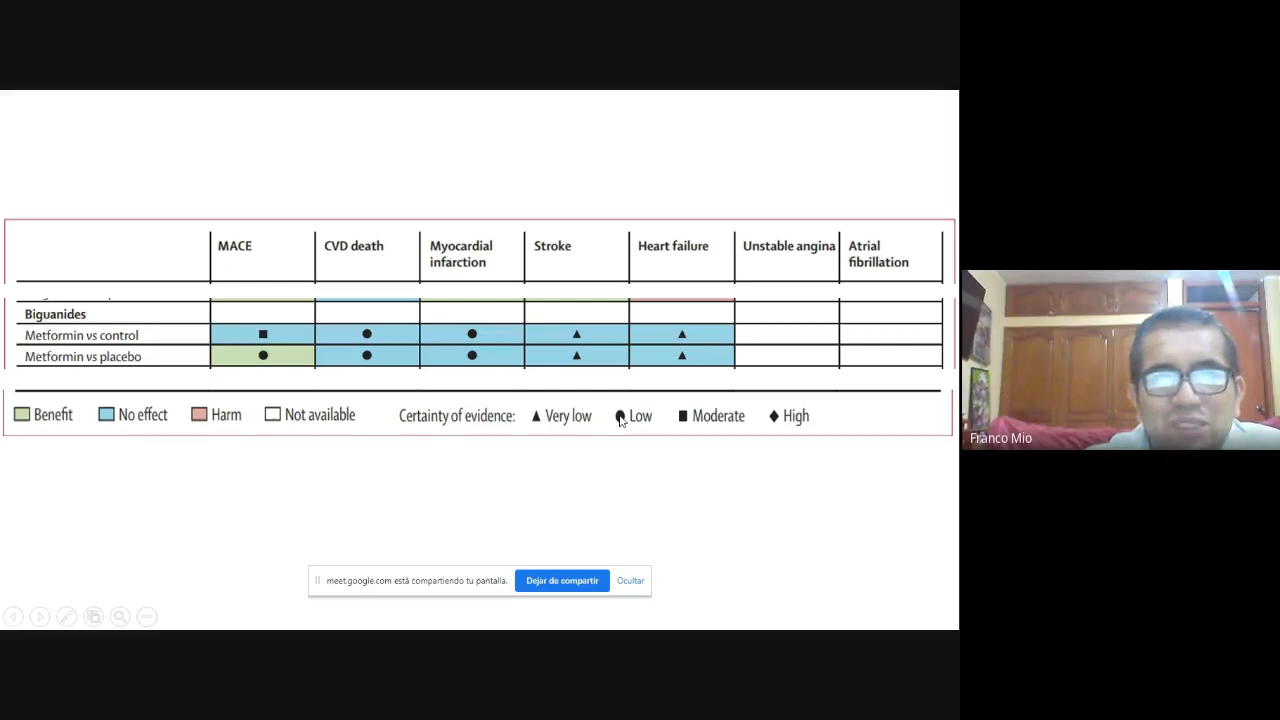 MACE CVD death Myocardial infarction Stroke Heart failure Unstable angina Atrial fibrillation
Biguanides
Metformin vs control
Metformin vs placebo
Benefit No effect Harm Not available Certainty of evidence: Very low Low Moderate High
Franco Mio
meet.google.com está compartiendo tu pantalla. Dejar de compartir Ocultar